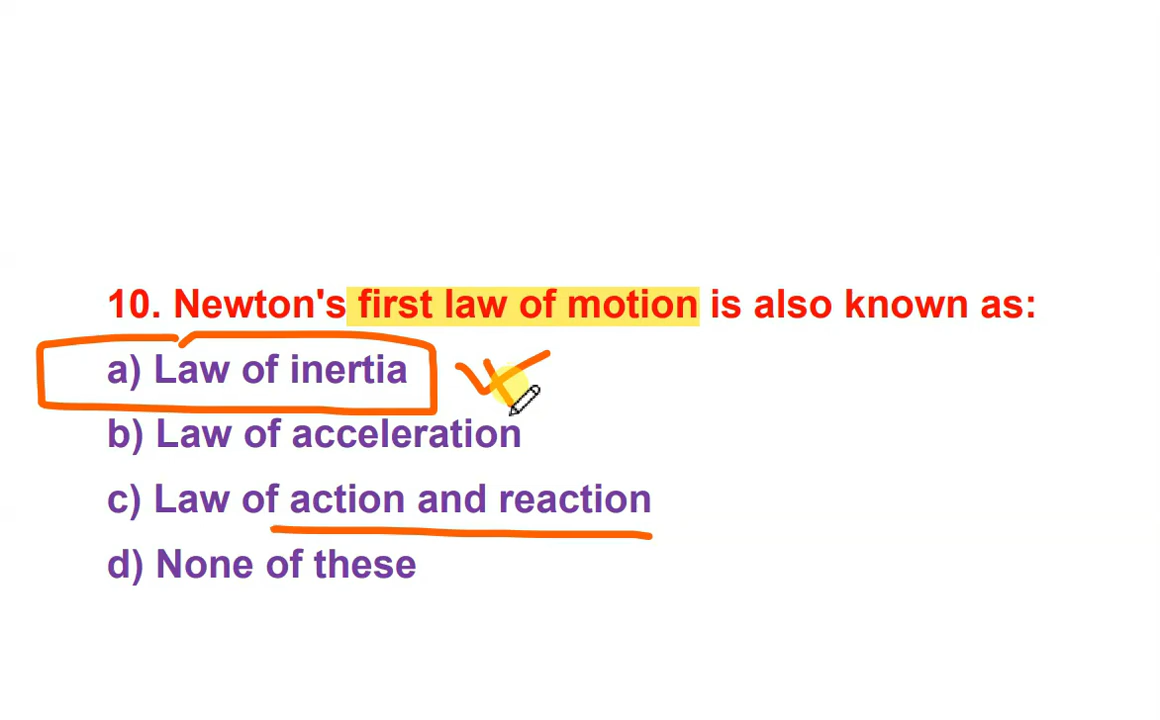 10. Newton's first law of motion is also known as:
a) Law of inertia
b) Law of acceleration
c) Law of action and reaction
d) None of these